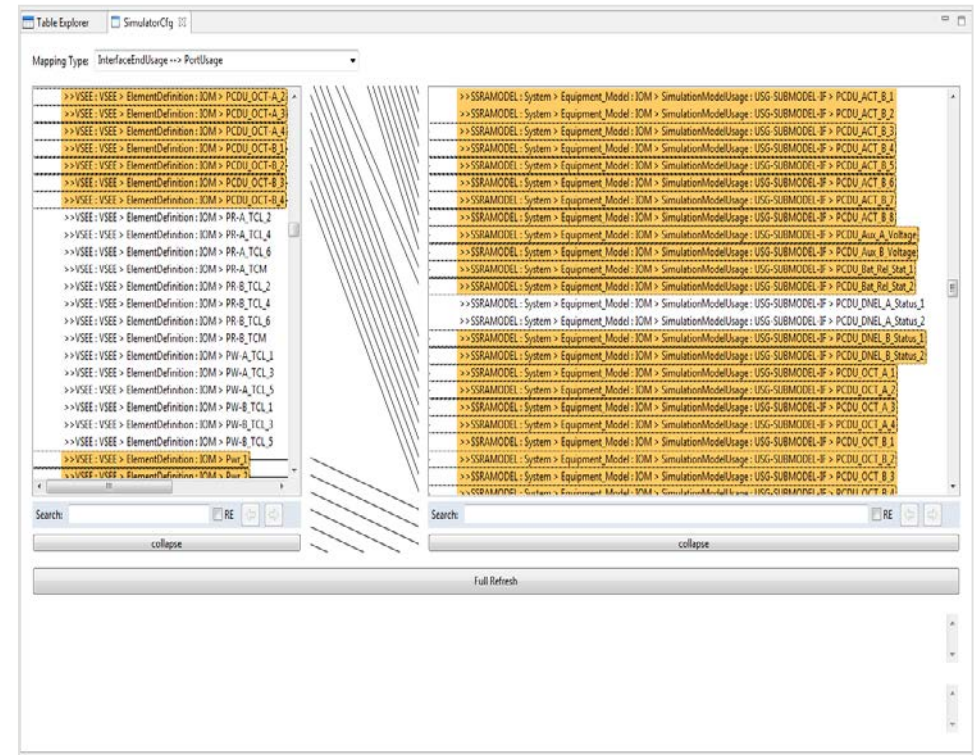 Table Explorer
SimulatorCfg
Mapping Type: InterfaceEndUsage --> PortUsage
>>VSEE : VSEE > ElementDefinition : IOM > PCDU_OCT-A_2
>>VSEE : VSEE > ElementDefinition : IOM > PCDU_OCT-A_3
>>VSEE : VSEE > ElementDefinition : IOM > PCDU_OCT-A_4
>>VSEE : VSEE > ElementDefinition : IOM > PCDU_OCT-B_1
>>VSEE : VSEE > ElementDefinition : IOM > PCDU_OCT-B_2
>>VSEE : VSEE > ElementDefinition : IOM > PCDU_OCT-B_3
>>VSEE : VSEE > ElementDefinition : IOM > PCDU_OCT-B_4
>>VSEE : VSEE > ElementDefinition : IOM > PR-A_TCL_2
>>VSEE : VSEE > ElementDefinition : IOM > PR-A_TCL_4
>>VSEE : VSEE > ElementDefinition : IOM > PR-A_TCL_6
>>VSEE : VSEE > ElementDefinition : IOM > PR-A_TCM
>>VSEE : VSEE > ElementDefinition : IOM > PR-B_TCL_2
>>VSEE : VSEE > ElementDefinition : IOM > PR-B_TCL_4
>>VSEE : VSEE > ElementDefinition : IOM > PR-B_TCL_6
>>VSEE : VSEE > ElementDefinition : IOM > PR-B_TCM
>>VSEE : VSEE > ElementDefinition : IOM > PW-A_TCL_1
>>VSEE : VSEE > ElementDefinition : IOM > PW-A_TCL_3
>>VSEE : VSEE > ElementDefinition : IOM > PW-A_TCL_5
>>VSEE : VSEE > ElementDefinition : IOM > PW-B_TCL_1
>>VSEE : VSEE > ElementDefinition : IOM > PW-B_TCL_3
>>VSEE : VSEE > ElementDefinition : IOM > PW-B_TCL_5
>>VSEE : VSEE > ElementDefinition : IOM > Pwr_1
>>VSEE : VSEE > ElementDefinition : IOM > Pwr_2
Search:
RE
collapse
>>SSRAMODEL : System > Equipment_Model : IOM > SimulationModelUsage : USG-SUBMODEL-IF > PCDU_ACT_B_1
>>SSRAMODEL : System > Equipment_Model : IOM > SimulationModelUsage : USG-SUBMODEL-IF > PCDU_ACT_B_2
>>SSRAMODEL : System > Equipment_Model : IOM > SimulationModelUsage : USG-SUBMODEL-IF > PCDU_ACT_B_3
>>SSRAMODEL : System > Equipment_Model : IOM > SimulationModelUsage : USG-SUBMODEL-IF > PCDU_ACT_B_4
>>SSRAMODEL : System > Equipment_Model : IOM > SimulationModelUsage : USG-SUBMODEL-IF > PCDU_ACT_B_5
>>SSRAMODEL : System > Equipment_Model : IOM > SimulationModelUsage : USG-SUBMODEL-IF > PCDU_ACT_B_6
>>SSRAMODEL : System > Equipment_Model : IOM > SimulationModelUsage : USG-SUBMODEL-IF > PCDU_ACT_B_7
>>SSRAMODEL : System > Equipment_Model : IOM > SimulationModelUsage : USG-SUBMODEL-IF > PCDU_ACT_B_8
>>SSRAMODEL : System > Equipment_Model : IOM > SimulationModelUsage : USG-SUBMODEL-IF > PCDU_Aux_A_Voltage
>>SSRAMODEL : System > Equipment_Model : IOM > SimulationModelUsage : USG-SUBMODEL-IF > PCDU_Aux_B_Voltage
>>SSRAMODEL : System > Equipment_Model : IOM > SimulationModelUsage : USG-SUBMODEL-IF > PCDU_Bat_Rel_Stat_1
>>SSRAMODEL : System > Equipment_Model : IOM > SimulationModelUsage : USG-SUBMODEL-IF > PCDU_Bat_Rel_Stat_2
>>SSRAMODEL : System > Equipment_Model : IOM > SimulationModelUsage : USG-SUBMODEL-IF > PCDU_DNEL_A_Status_1
>>SSRAMODEL : System > Equipment_Model : IOM > SimulationModelUsage : USG-SUBMODEL-IF > PCDU_DNEL_A_Status_2
>>SSRAMODEL : System > Equipment_Model : IOM > SimulationModelUsage : USG-SUBMODEL-IF > PCDU_DNEL_B_Status_1
>>SSRAMODEL : System > Equipment_Model : IOM > SimulationModelUsage : USG-SUBMODEL-IF > PCDU_DNEL_B_Status_2
>>SSRAMODEL : System > Equipment_Model : IOM > SimulationModelUsage : USG-SUBMODEL-IF > PCDU_OCT_A_1
>>SSRAMODEL : System > Equipment_Model : IOM > SimulationModelUsage : USG-SUBMODEL-IF > PCDU_OCT_A_2
>>SSRAMODEL : System > Equipment_Model : IOM > SimulationModelUsage : USG-SUBMODEL-IF > PCDU_OCT_A_3
>>SSRAMODEL : System > Equipment_Model : IOM > SimulationModelUsage : USG-SUBMODEL-IF > PCDU_OCT_A_4
>>SSRAMODEL : System > Equipment_Model : IOM > SimulationModelUsage : USG-SUBMODEL-IF > PCDU_OCT_B_1
>>SSRAMODEL : System > Equipment_Model : IOM > SimulationModelUsage : USG-SUBMODEL-IF > PCDU_OCT_B_2
>>SSRAMODEL : System > Equipment_Model : IOM > SimulationModelUsage : USG-SUBMODEL-IF > PCDU_OCT_B_3
>>SSRAMODEL : System > Equipment_Model : IOM > SimulationModelUsage : USG-SUBMODEL-IF > PCDU_OCT_B_4
Search:
RE
collapse
Full Refresh